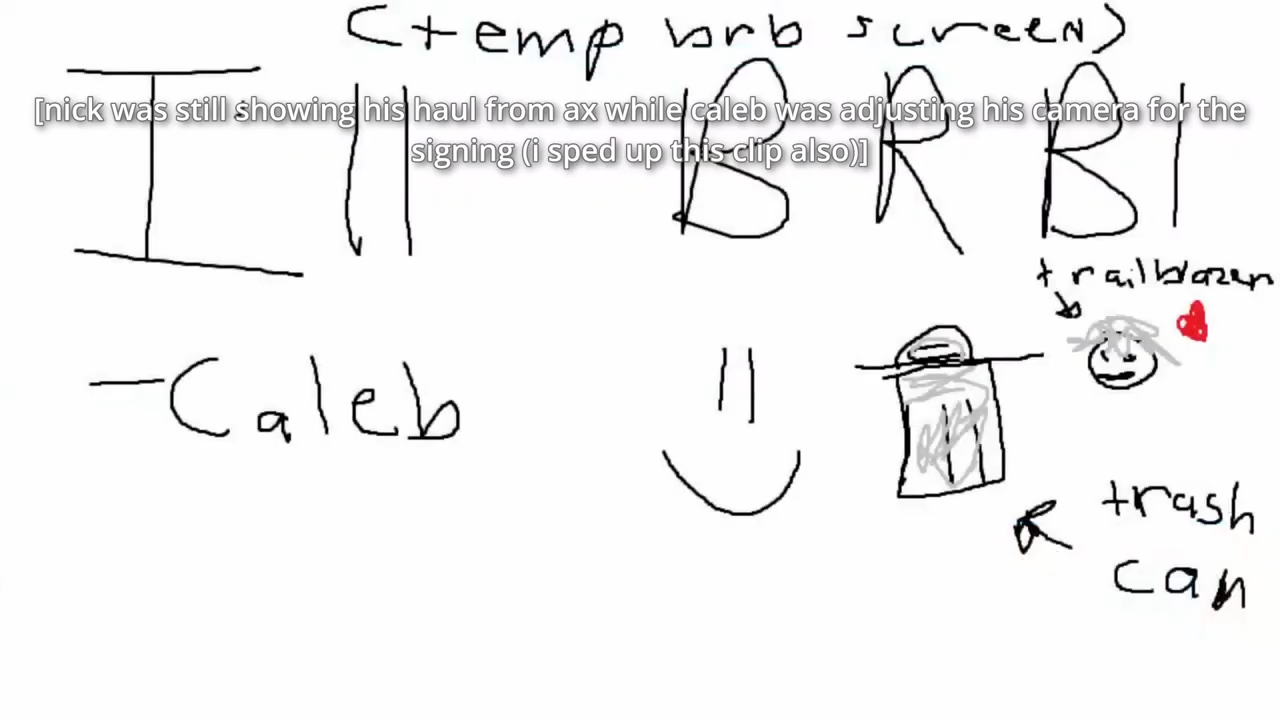 (temp brb screen)
[nick was still showing his haul from ax while caleb was adjusting his camera for the
signing (i sped up this clip also)]
I ll BRB!
trailblazer
- Caleb
trash
can